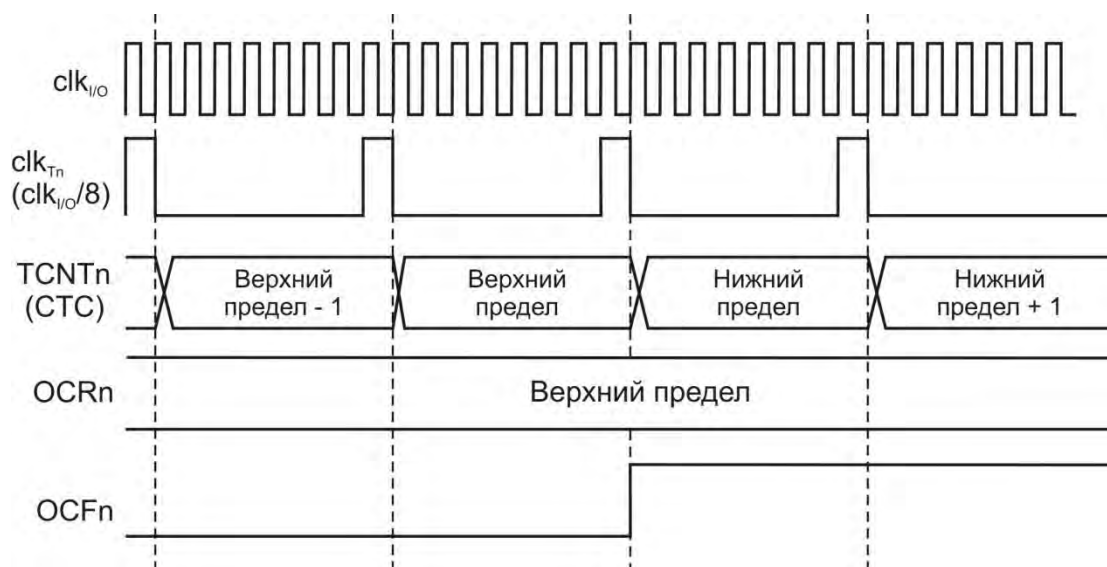 clkI/O
clkTn
(clkI/O/8)
TCNTn
(CTC)
Верхний
предел - 1
Верхний
предел
Нижний
предел
Нижний
предел + 1
OCRn
Верхний предел
OCFn